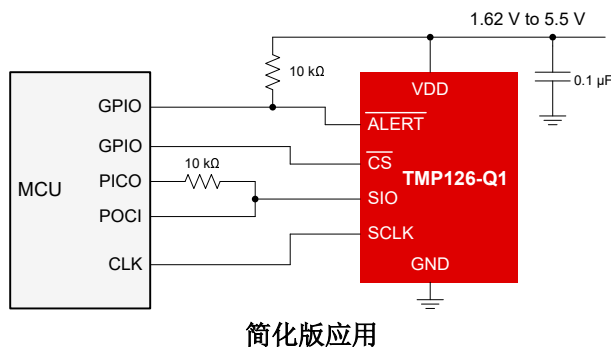 1.62 V to 5.5 V
10 kΩ
0.1 µF
VDD
GPIO
ALERT
GPIO
CS
10 kΩ
TMP126-Q1
PICO
MCU
SIO
POCI
SCLK
CLK
GND
简化版应用